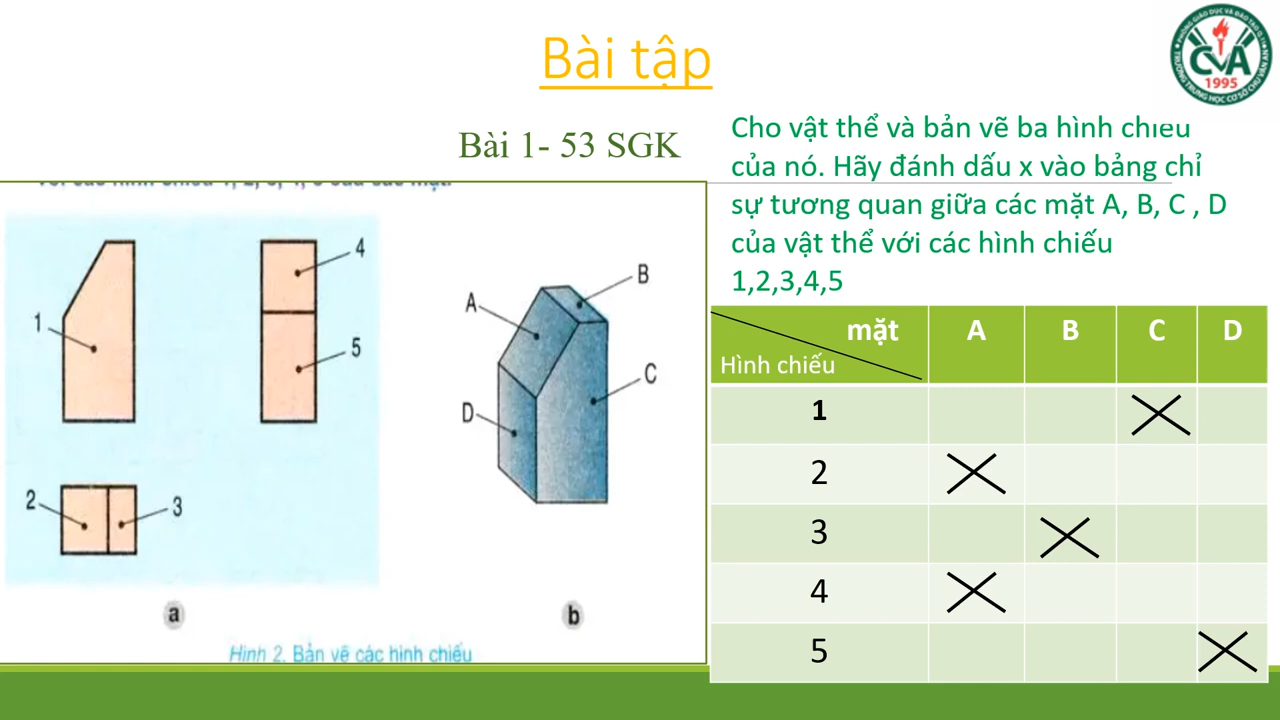 Bài tập
CVA
1995
Bài 1- 53 SGK
Cho vật thể và bản vẽ ba hình chiếu
của nó. Hãy đánh dấu x vào bảng chỉ
sự tương quan giữa các mặt A, B, C , D
của vật thể với các hình chiếu
1,2,3,4,5
1
4
5
2
3
a
A
B
C
D
b
Hình 2. Bản vẽ các hình chiếu
mặt A B C D
Hình chiếu
1
2
3
4
5